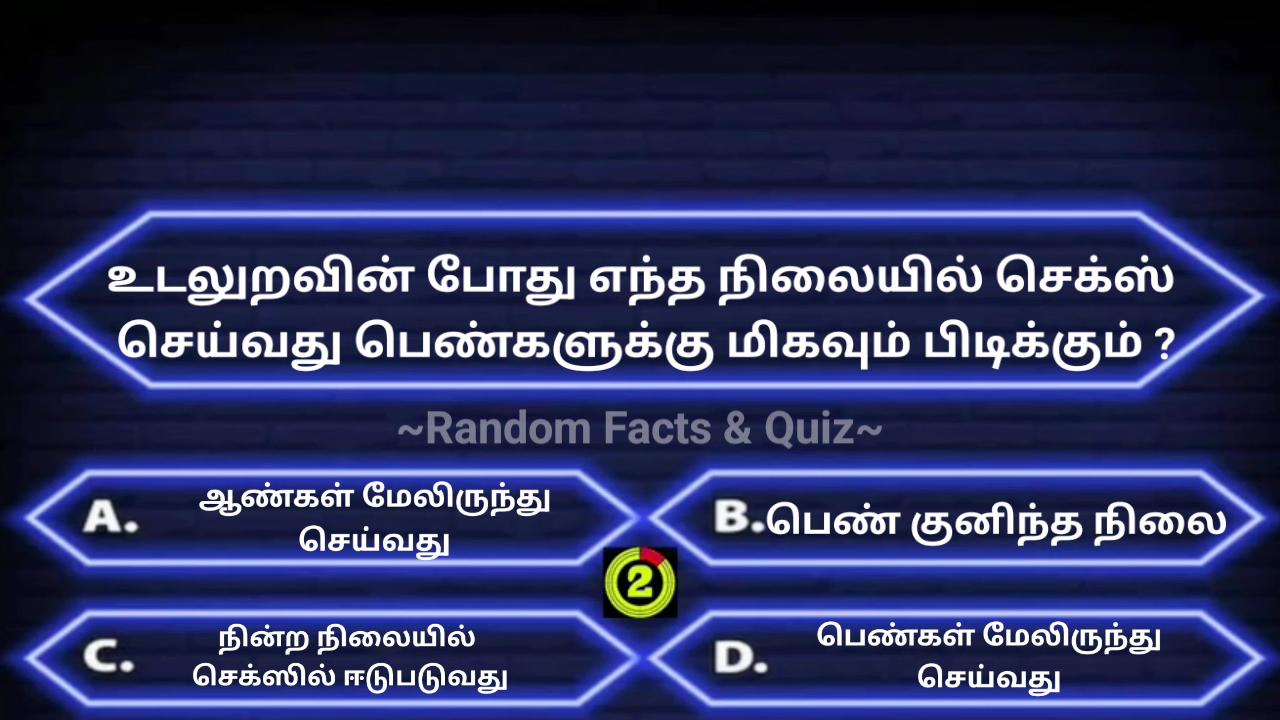 உடலுறவின் போது எந்த நிலையில் செக்ஸ்
செய்வது பெண்களுக்கு மிகவும் பிடிக்கும் ?
~Random Facts & Quiz~
A. ஆண்கள் மேலிருந்து
செய்வது
B.பெண் குனிந்த நிலை
2
C. நின்ற நிலையில்
செக்ஸில் ஈடுபடுவது
D. பெண்கள் மேலிருந்து
செய்வது